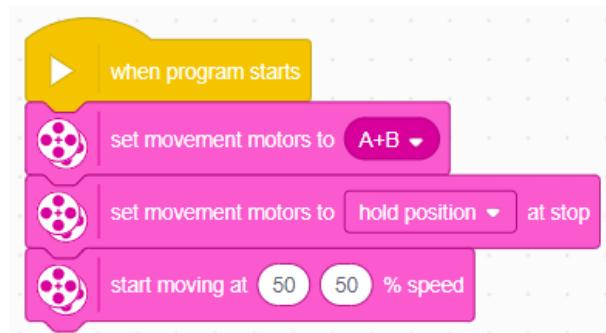 when program starts
set movement motors to A+B
set movement motors to hold position at stop
start moving at 50 50 % speed